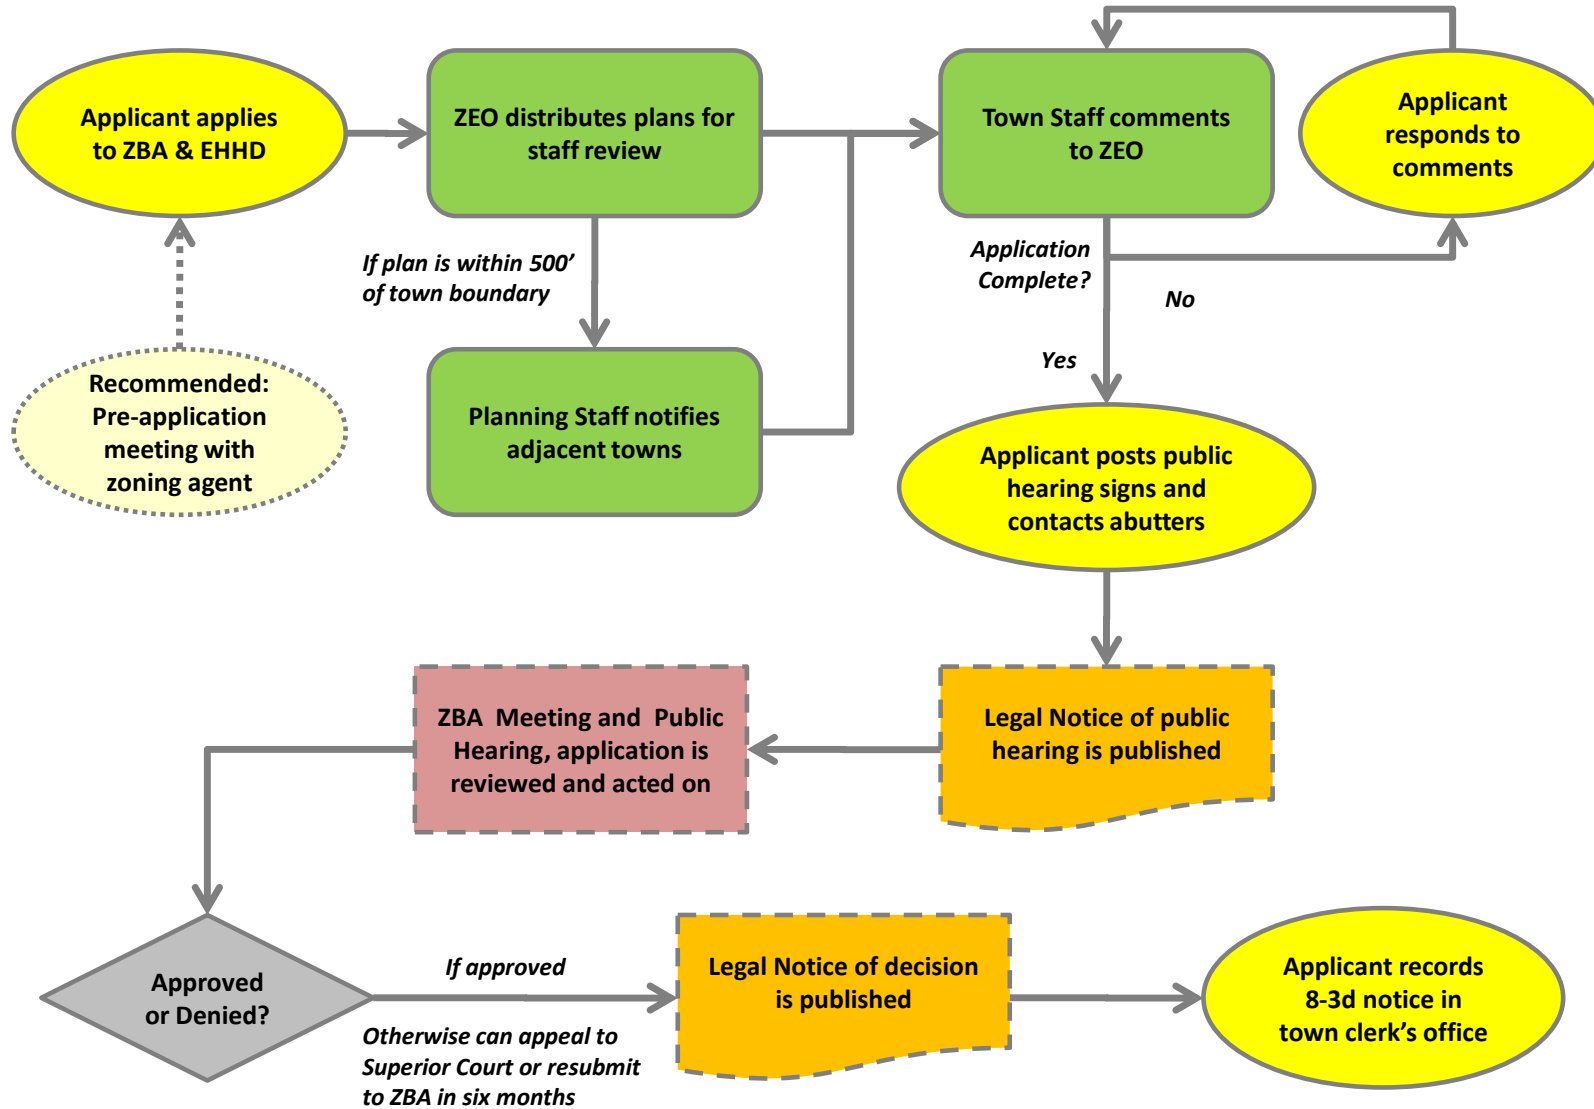 Applicant applies
to ZBA & EHHD
ZEO distributes plans for
staff review
Town Staff comments
to ZEO
Applicant
responds to
comments
If plan is within 500’
of town boundary
Application
Complete?
No
Yes
Recommended:
Pre-application
meeting with
zoning agent
Planning Staff notifies
adjacent towns
Applicant posts public
hearing signs and
contacts abutters
ZBA  Meeting and  Public
Hearing, application is
reviewed and acted on
Legal Notice of public
hearing is published
Approved
or Denied?
If approved
Otherwise can appeal to
Superior Court or resubmit
to ZBA in six months
Legal Notice of decision
is published
Applicant records
8-3d notice in
town clerk’s office